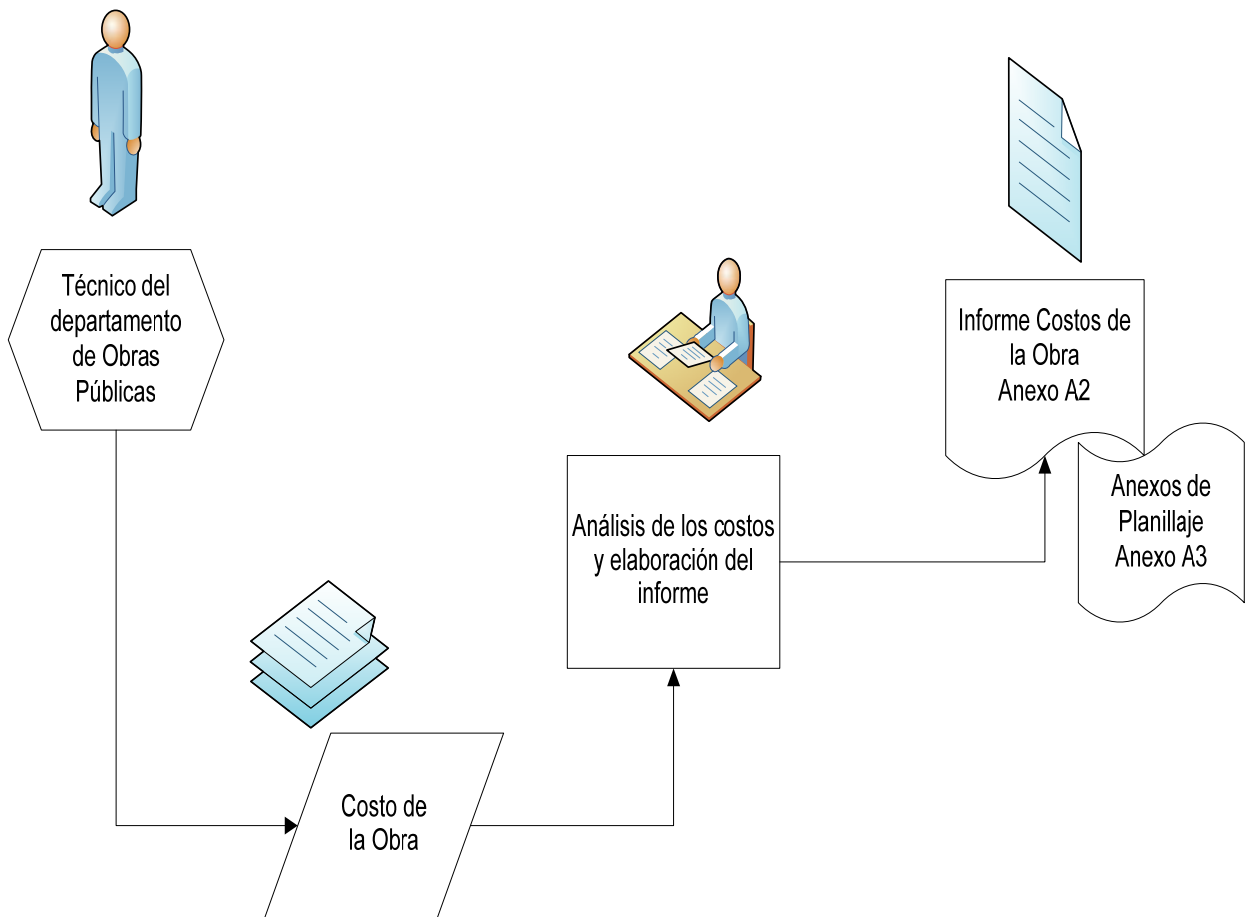 Técnico del
departamento
de Obras
Públicas
Costo de
la Obra
Análisis de los costos
y elaboración del
informe
Informe Costos de
la Obra
Anexo A2
Anexos de
Planillaje
Anexo A3